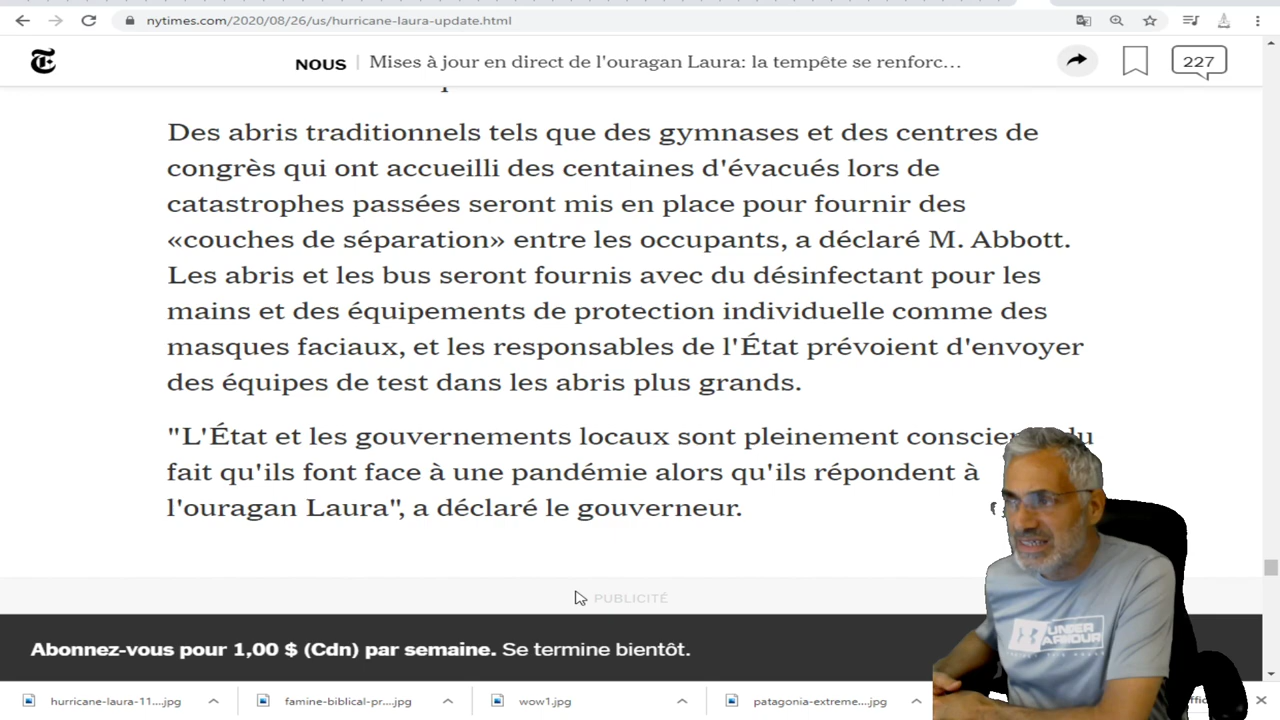 nytimes.com/2020/08/26/us/hurricane-laura-update.html
NOUS | Mises à jour en direct de l'ouragan Laura: la tempête se renforc...
227
Des abris traditionnels tels que des gymnases et des centres de
congrès qui ont accueilli des centaines d'évacués lors de
catastrophes passées seront mis en place pour fournir des
«couches de séparation» entre les occupants, a déclaré M. Abbott.
Les abris et les bus seront fournis avec du désinfectant pour les
mains et des équipements de protection individuelle comme des
masques faciaux, et les responsables de l'État prévoient d'envoyer
des équipes de test dans les abris plus grands.
"L'État et les gouvernements locaux sont pleinement du
fait qu'ils font face à une pandémie alors qu'ils répondent à
l'ouragan Laura", a déclaré le gouverneur.
PUBLICITÉ
Abonnez-vous pour 1,00 $ (Cdn) par semaine. Se termine bientôt.
UNDER
ARMOUR
hurricane-laura-11....jpg
famine-biblical-pr....jpg
wow1.jpg
patagonia-extreme....jpg